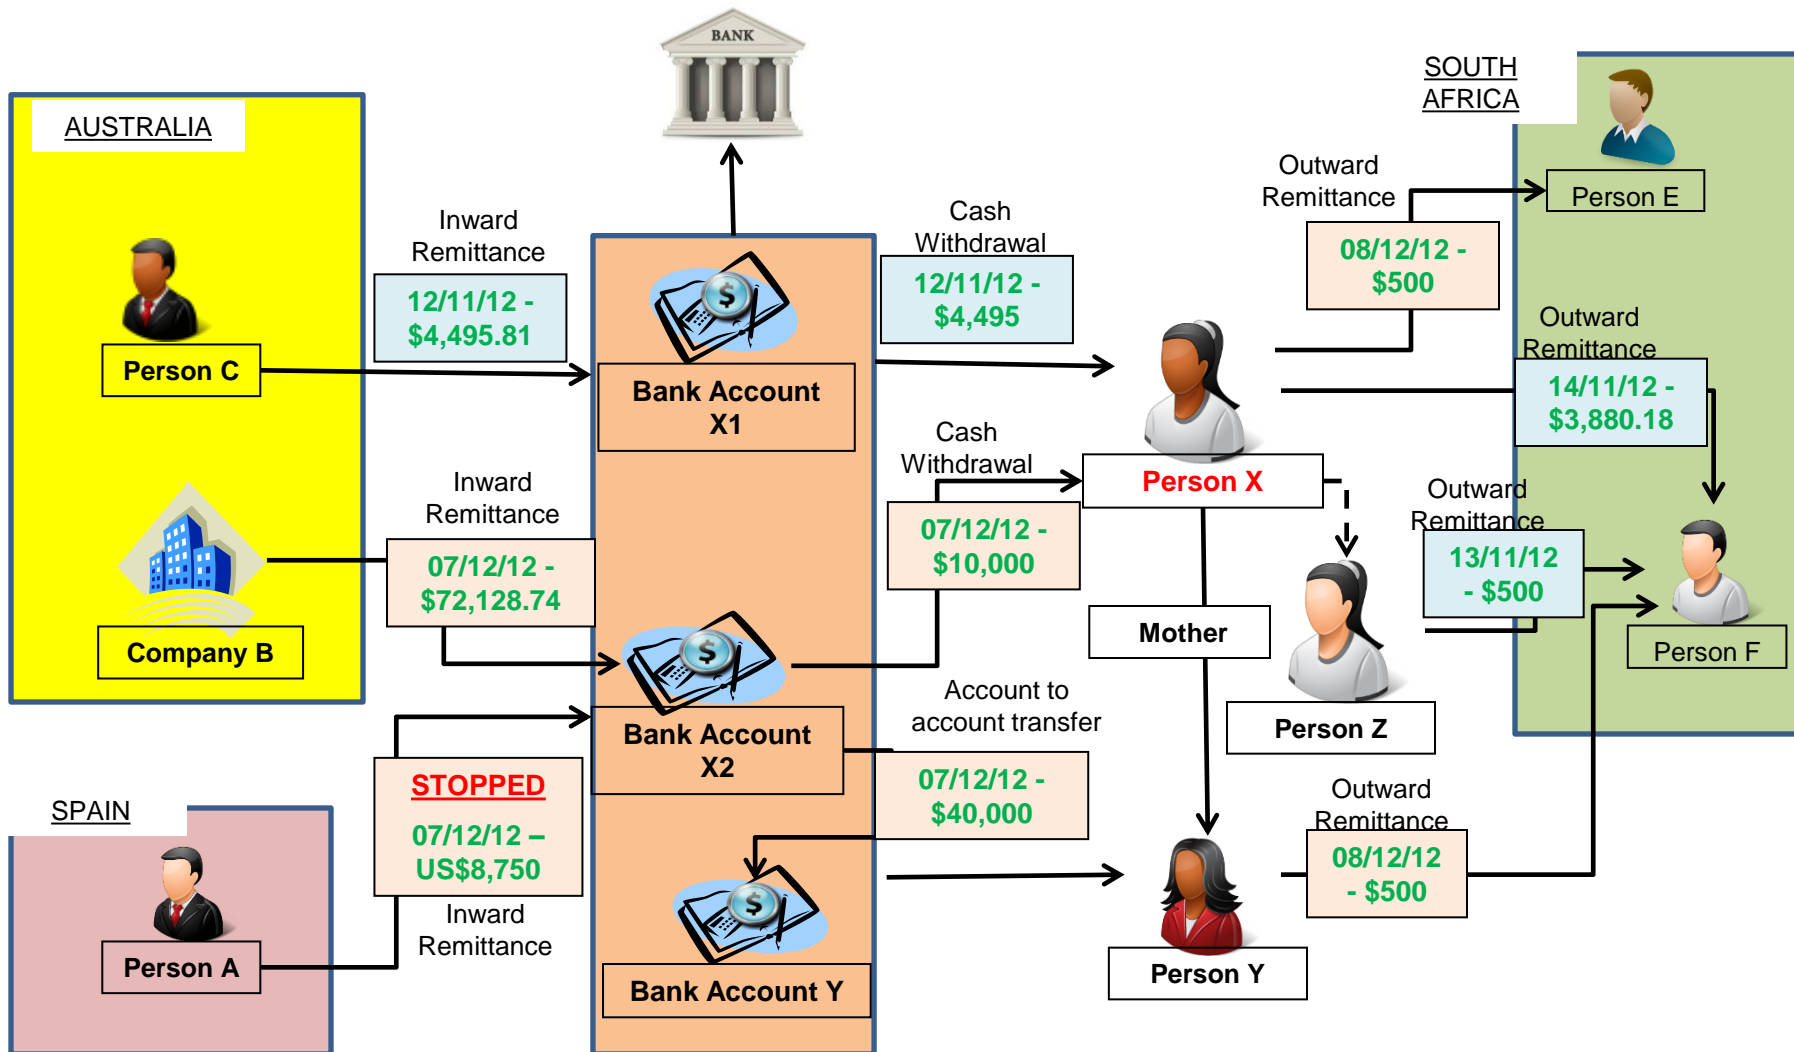 BANK
SOUTH
AFRICA
AUSTRALIA
Person E
Outward
Remittance
08/12/12 -
$500
Inward
Remittance
12/11/12 -
$4,495.81
Cash
Withdrawal
12/11/12 -
$4,495
Person C
Bank Account
X1
Outward
Remittance
14/11/12 -
$3,880.18
Person X
Cash
Withdrawal
07/12/12 -
$10,000
Inward
Remittance
07/12/12 -
$72,128.74
Company B
Outward
Remittance
13/11/12
- $500
Mother
Person F
Person Z
Bank Account
X2
Account to
account transfer
07/12/12 -
$40,000
STOPPED
07/12/12 –
US$8,750
Inward
Remittance
SPAIN
Person A
Bank Account Y
Person Y
Outward
Remittance
08/12/12
- $500